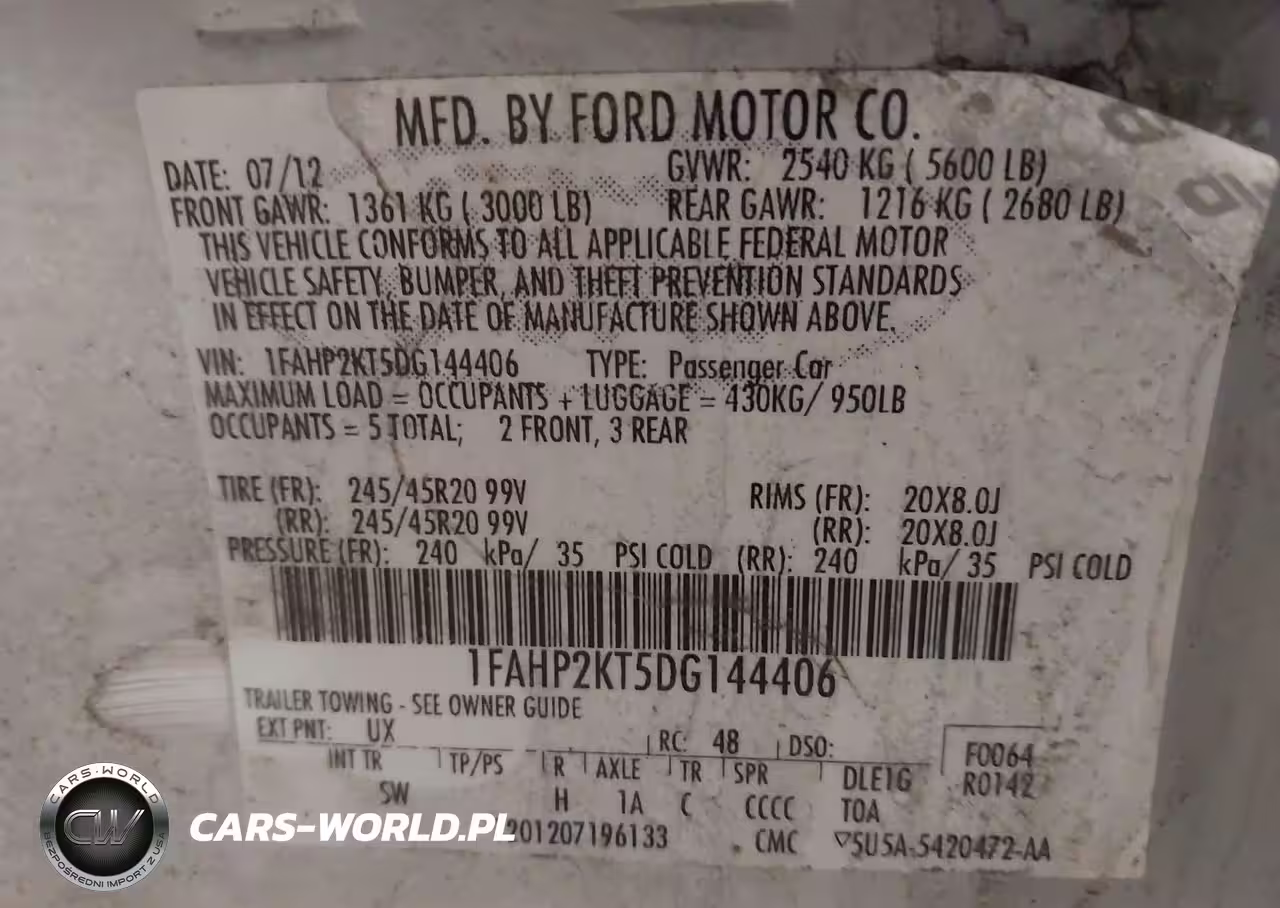 MFD. BY FORD MOTOR CO.
DATE: 07/12 GVWR: 2540 KG ( 5600 LB)
FRONT GAWR: 1361 KG ( 3000 LB) REAR GAWR: 1216 KG ( 2680 LB)
THIS VEHICLE CONFORMS TO ALL APPLICABLE FEDERAL MOTOR
VEHICLE SAFETY, BUMPER, AND THEFT PREVENTION STANDARDS
IN EFFECT ON THE DATE OF MANUFACTURE SHOWN ABOVE.
VIN: 1FAHP2KT5DG144406 TYPE: Passenger Car
MAXIMUM LOAD = OCCUPANTS + LUGGAGE = 430KG/ 950LB
OCCUPANTS = 5 TOTAL; 2 FRONT, 3 REAR
TIRE (FR): 245/45R20 99V RIMS (FR): 20X8.0J
(RR): 245/45R20 99V (RR): 20X8.0J
PRESSURE (FR): 240 kPa/ 35 PSI COLD (RR): 240 kPa/ 35 PSI COLD
1FAHP2KT5DG144406
TRAILER TOWING - SEE OWNER GUIDE
EXT PNT: UX RC: 48 DSO: F0064
INT TR TP/PS R AXLE TR SPR DLE1G R0142
SW H 1A C CCCC TOA
201207196133 CMC ▽5U5A-5420472-AA
CARS-WORLD
CW
BEZPOŚREDNI IMPORT Z USA
CARS-WORLD.PL